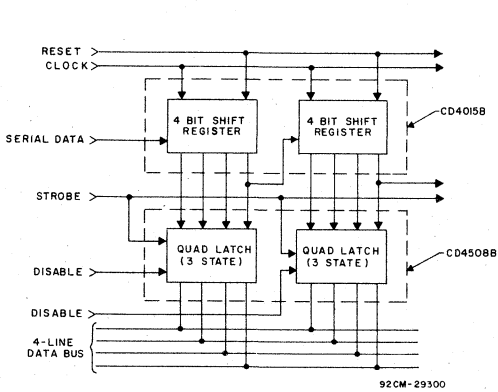 RESET
CLOCK
4 BIT SHIFT
REGISTER
4 BIT SHIFT
REGISTER
CD4015B
SERIAL DATA
STROBE
QUAD LATCH
(3 STATE)
QUAD LATCH
(3 STATE)
CD4508B
DISABLE
DISABLE
4-LINE
DATA BUS
92CM-29300